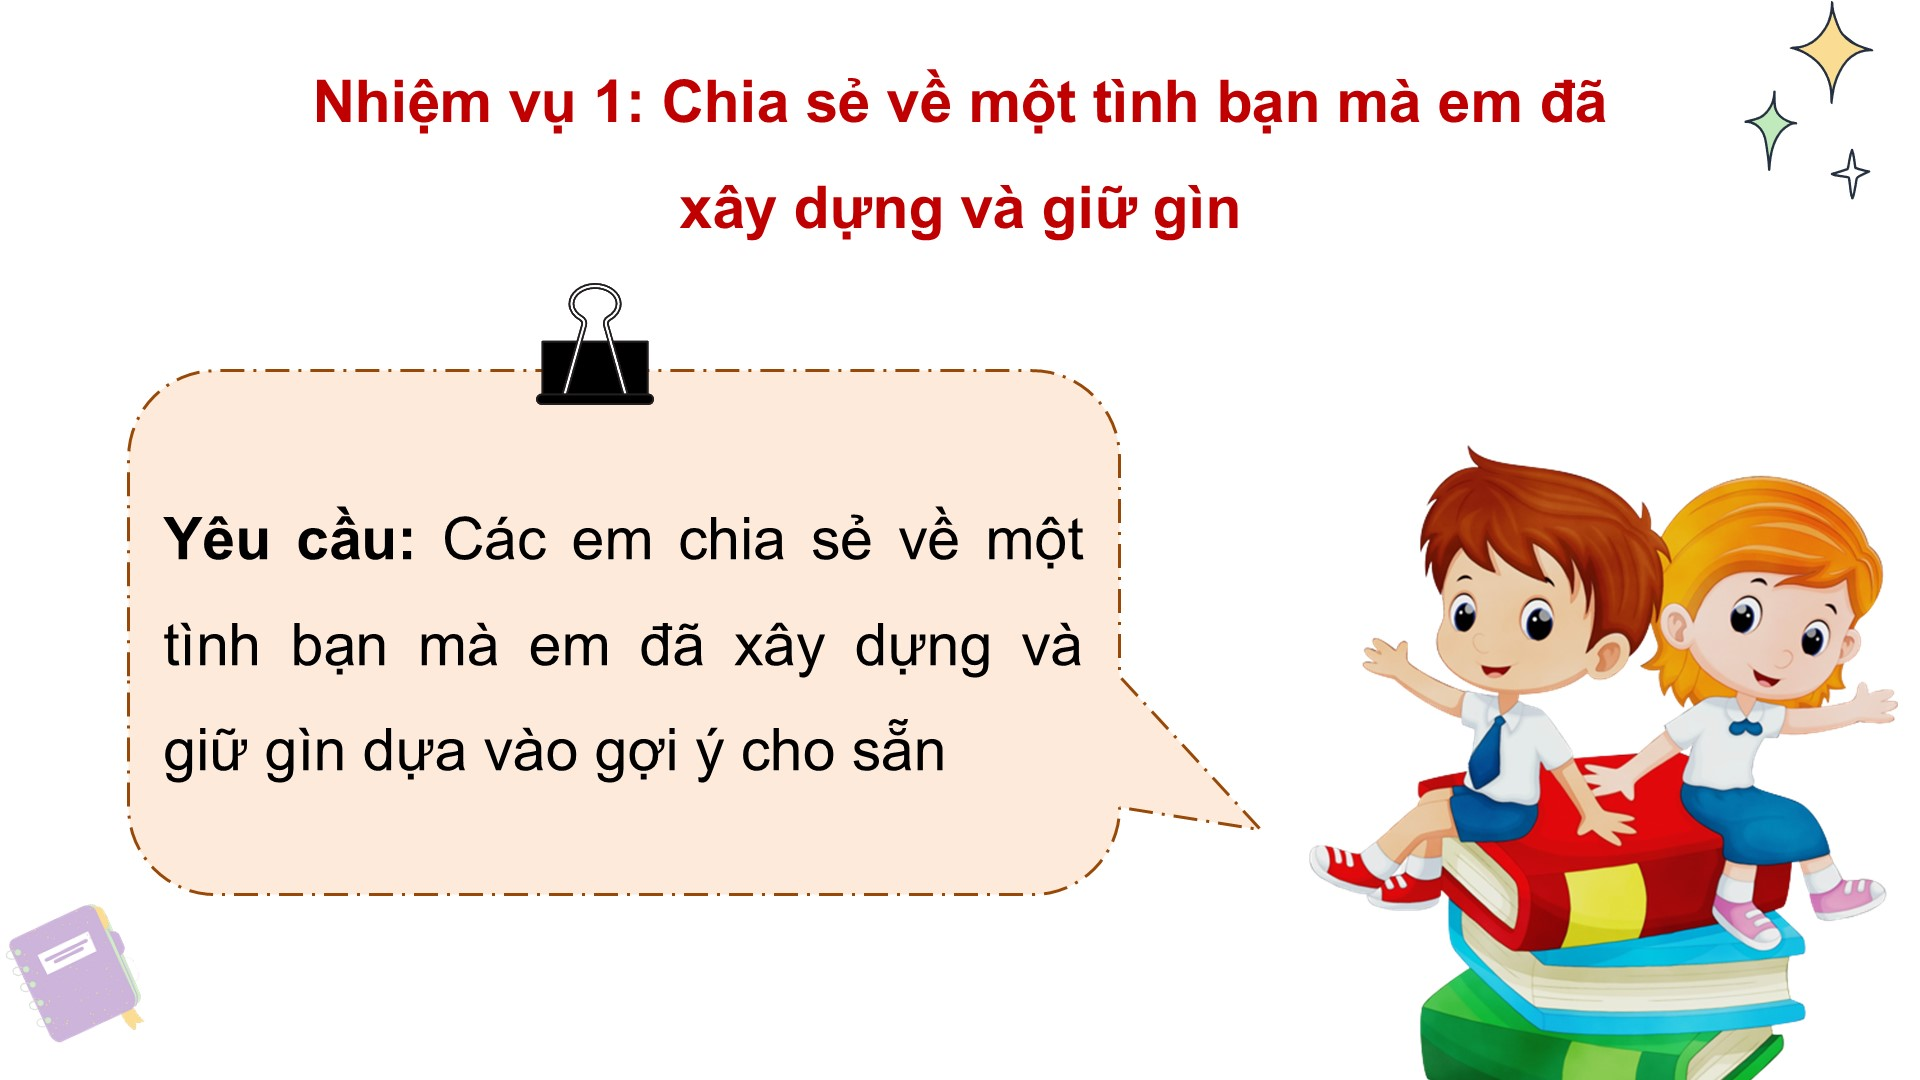 Nhiệm vụ 1: Chia sẻ về một tình bạn mà em đã
xây dựng và giữ gìn
Yêu cầu: Các em chia sẻ về một
tình bạn mà em đã xây dựng và
giữ gìn dựa vào gợi ý cho sẵn